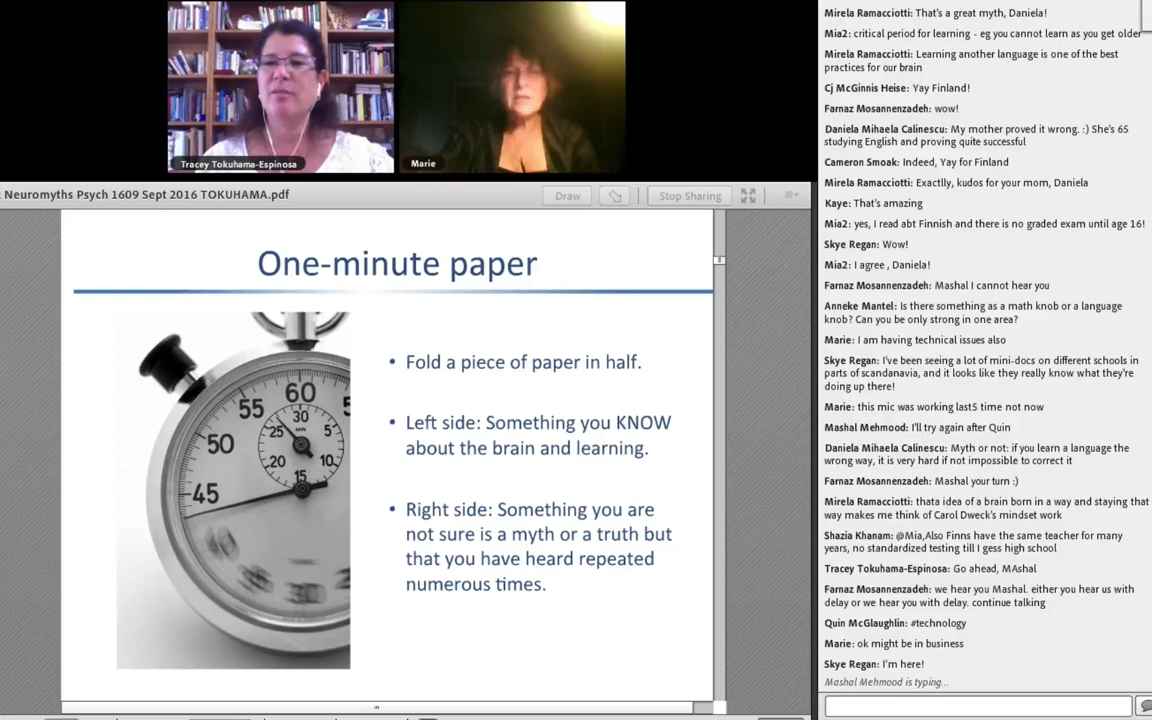 Tracey Tokuhama-Espinosa
Marie
Neuromyths Psych 1609 Sept 2016 TOKUHAMA.pdf
Draw
Stop Sharing
One-minute paper
60
55
50
45
30
25
5
20
10
15
MIN
5
• Fold a piece of paper in half.
• Left side: Something you KNOW
about the brain and learning.
• Right side: Something you are
not sure is a myth or a truth but
that you have heard repeated
numerous times.
Mirela Ramacciotti: That's a great myth, Daniela!
Mia2: critical period for learning - eg you cannot learn as you get older
Mirela Ramacciotti: Learning another language is one of the best
practices for our brain
Cj McGinnis Heise: Yay Finland!
Farnaz Mosannenzadeh: wow!
Daniela Mihaela Calinescu: My mother proved it wrong. :) She's 65
studying English and proving quite successful
Cameron Smoak: Indeed, Yay for Finland
Mirela Ramacciotti: Exactlly, kudos for your mom, Daniela
Kaye: That's amazing
Mia2: yes, I read abt Finnish and there is no graded exam until age 16!
Skye Regan: Wow!
Mia2: I agree , Daniela!
Farnaz Mosannenzadeh: Mashal I cannot hear you
Anneke Mantel: Is there something as a math knob or a language
knob? Can you be only strong in one area?
Marie: I am having technical issues also
Skye Regan: I've been seeing a lot of mini-docs on different schools in
parts of scandanavia, and it looks like they really know what they're
doing up there!
Marie: this mic was working last5 time not now
Mashal Mehmood: I'll try again after Quin
Daniela Mihaela Calinescu: Myth or not: if you learn a language the
wrong way, it is very hard if not impossible to correct it
Farnaz Mosannenzadeh: Mashal your turn :)
Mirela Ramacciotti: thata idea of a brain born in a way and staying that
way makes me think of Carol Dweck's mindset work
Shazia Khanam: @Mia,Also Finns have the same teacher for many
years, no standardized testing till I gess high school
Tracey Tokuhama-Espinosa: Go ahead, MAshal
Farnaz Mosannenzadeh: we hear you Mashal. either you hear us with
delay or we hear you with delay. continue talking
Quin McGlaughlin: #technology
Marie: ok might be in business
Skye Regan: I'm here!
Mashal Mehmood is typing...